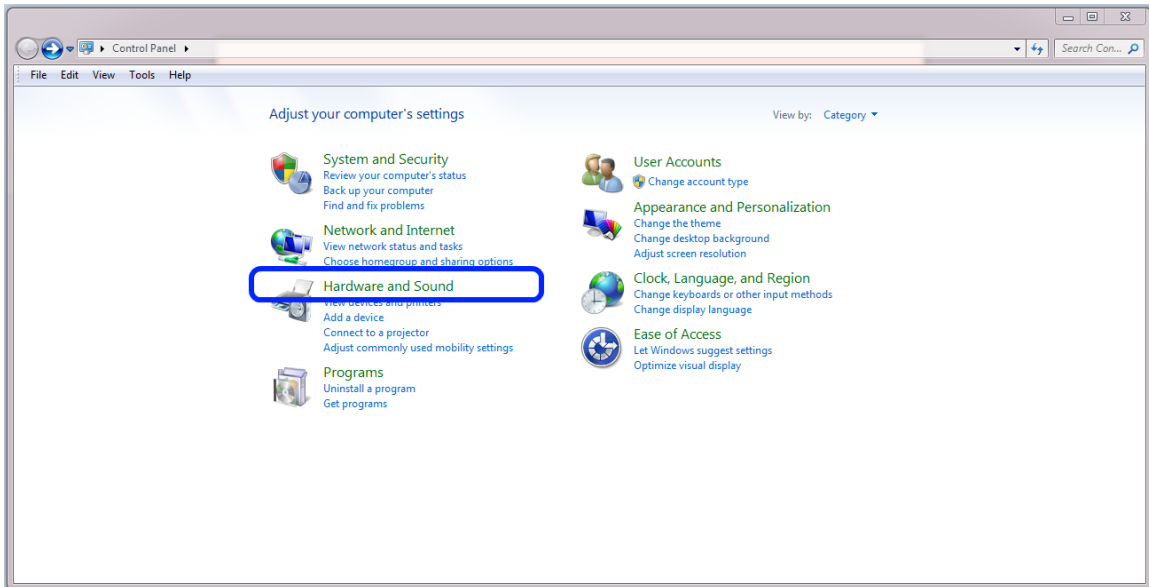 Control Panel
Search Con...
File Edit View Tools Help
Adjust your computer's settings
View by: Category
System and Security
Review your computer's status
Back up your computer
Find and fix problems
Network and Internet
View network status and tasks
Choose homegroup and sharing options
Hardware and Sound
View devices and printers
Add a device
Connect to a projector
Adjust commonly used mobility settings
Programs
Uninstall a program
Get programs
User Accounts
Change account type
Appearance and Personalization
Change the theme
Change desktop background
Adjust screen resolution
Clock, Language, and Region
Change keyboards or other input methods
Change display language
Ease of Access
Let Windows suggest settings
Optimize visual display